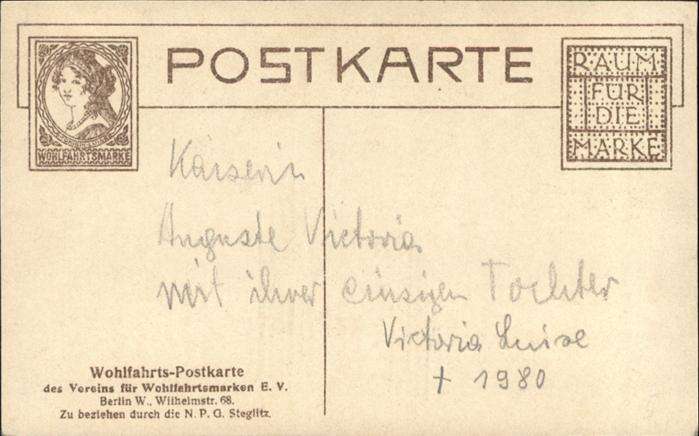 POSTKARTE
WOHLFAHRTSMARKE
RAUM
FÜR
DIE
MARKE
Kaiserin
Auguste Victoria
mit ihrer einzigen Tochter
Victoria Luise
† 1980
Wohlfahrts-Postkarte
des Vereins für Wohlfahrtsmarken E. V.
Berlin W., Wilhelmstr. 68.
Zu beziehen durch die N. P. G. Steglitz.